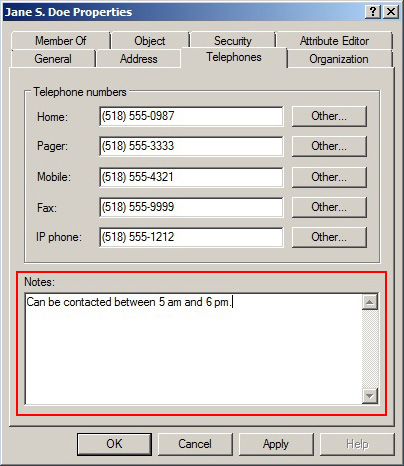 Jane S. Doe Properties
Member Of Object Security Attribute Editor
General Address Telephones Organization
Telephone numbers
Home: (518) 555-0987 Other...
Pager: (518) 555-3333 Other...
Mobile: (518) 555-4321 Other...
Fax: (518) 555-9999 Other...
IP phone: (518) 555-1212 Other...
Notes:
Can be contacted between 5 am and 6 pm.
OK Cancel Apply Help